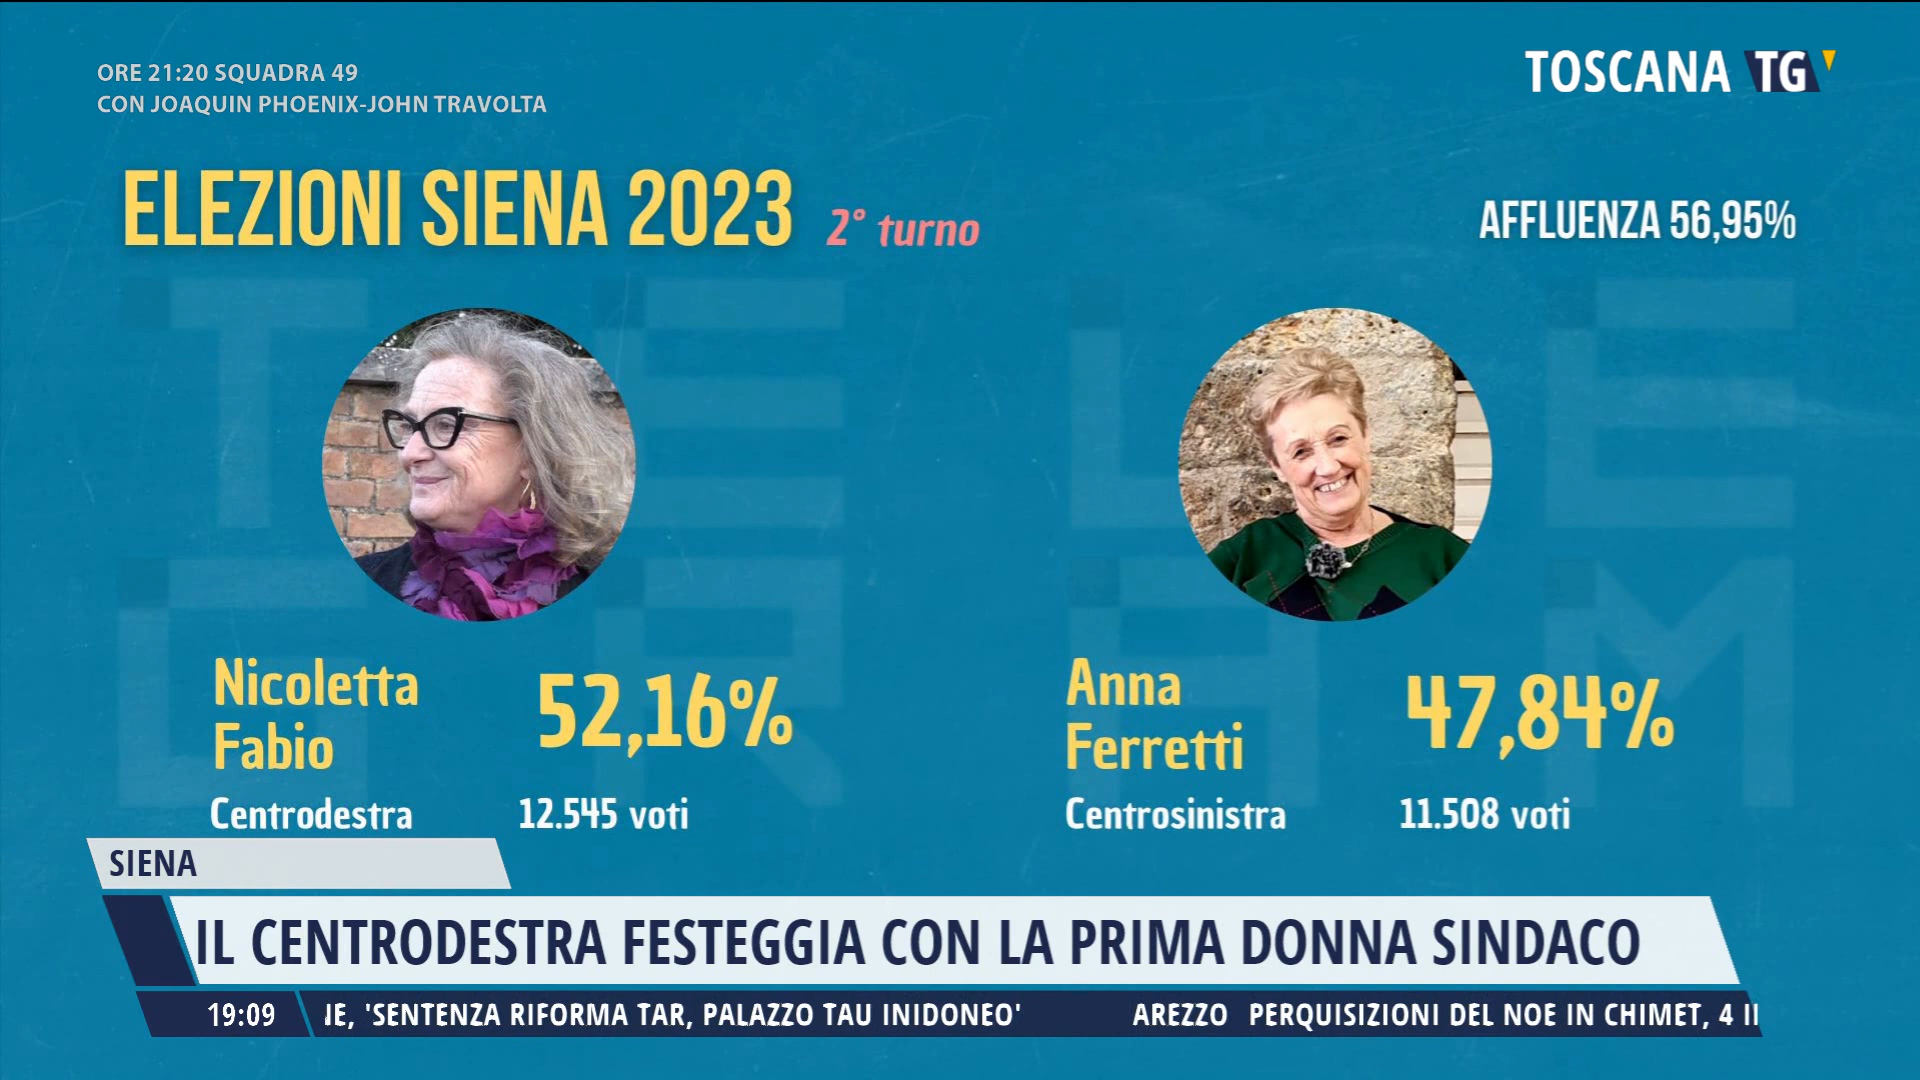 ORE 21:20 SQUADRA 49
CON JOAQUIN PHOENIX-JOHN TRAVOLTA
TOSCANA TG
ELEZIONI SIENA 2023 2° turno
AFFLUENZA 56,95%
TELE
Nicoletta
Fabio
52,16%
Centrodestra
12.545 voti
Anna
Ferretti
47,84%
Centrosinistra
11.508 voti
SIENA
IL CENTRODESTRA FESTEGGIA CON LA PRIMA DONNA SINDACO
19:09 'SENTENZA RIFORMA TAR, PALAZZO TAU INIDONEO' AREZZO PERQUISIZIONI DEL NOE IN CHIMET, 4